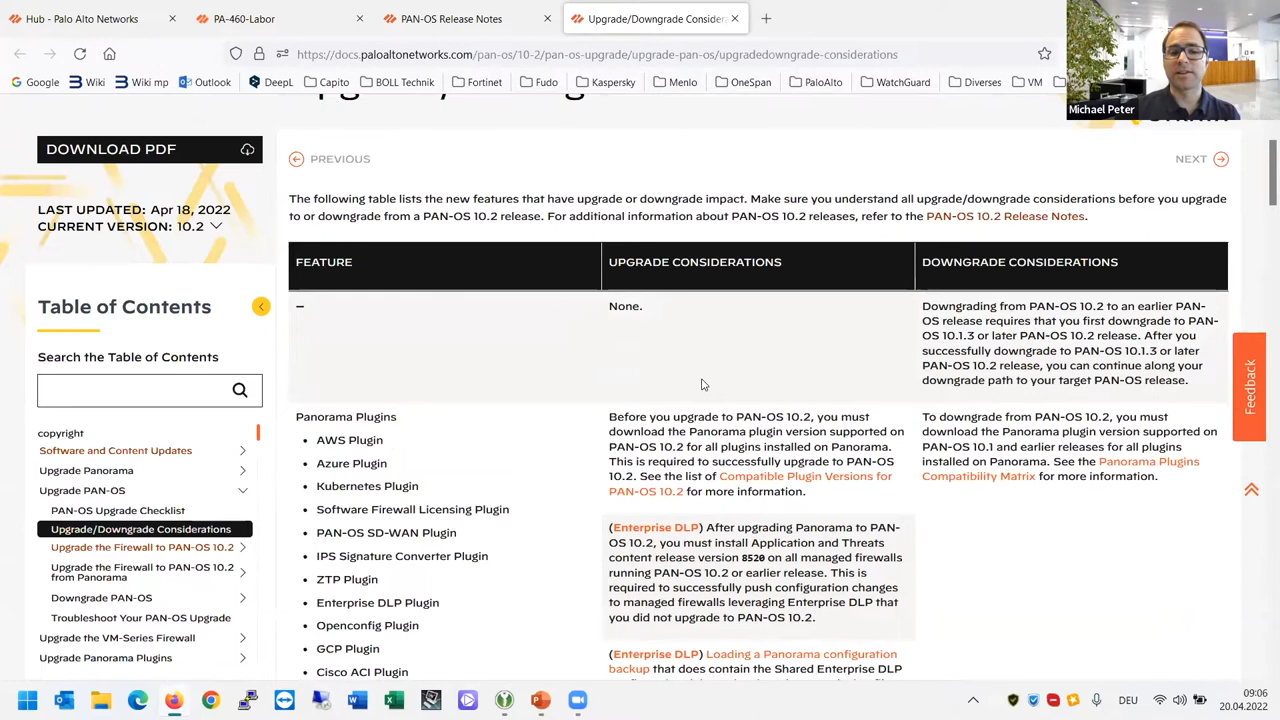 Hub - Palo Alto Networks
PA-460-Labor
PAN-OS Release Notes
Upgrade/Downgrade Considera
https://docs.paloaltonetworks.com/pan-os/10-2/pan-os-upgrade/upgrade-pan-os/upgradedowngrade-considerations
Google
Wiki
Wiki mp
Outlook
DeepL
Capito
BOLL Technik
Fortinet
Fudo
Kaspersky
Menlo
OneSpan
PaloAlto
WatchGuard
Diverses
VM
Michael Peter
DOWNLOAD PDF
LAST UPDATED: Apr 18, 2022
CURRENT VERSION: 10.2
Table of Contents
Search the Table of Contents
copyright
Software and Content Updates
Upgrade Panorama
Upgrade PAN-OS
PAN-OS Upgrade Checklist
Upgrade/Downgrade Considerations
Upgrade the Firewall to PAN-OS 10.2
Upgrade the Firewall to PAN-OS 10.2
from Panorama
Downgrade PAN-OS
Troubleshoot Your PAN-OS Upgrade
Upgrade the VM-Series Firewall
Upgrade Panorama Plugins
PREVIOUS
NEXT
The following table lists the new features that have upgrade or downgrade impact. Make sure you understand all upgrade/downgrade considerations before you upgrade
to or downgrade from a PAN-OS 10.2 release. For additional information about PAN-OS 10.2 releases, refer to the PAN-OS 10.2 Release Notes.
FEATURE
UPGRADE CONSIDERATIONS
DOWNGRADE CONSIDERATIONS
—
None.
Downgrading from PAN-OS 10.2 to an earlier PAN-
OS release requires that you first downgrade to PAN-
OS 10.1.3 or later PAN-OS 10.2 release. After you
successfully downgrade to PAN-OS 10.1.3 or later
PAN-OS 10.2 release, you can continue along your
downgrade path to your target PAN-OS release.
Panorama Plugins
• AWS Plugin
• Azure Plugin
• Kubernetes Plugin
• Software Firewall Licensing Plugin
• PAN-OS SD-WAN Plugin
• IPS Signature Converter Plugin
• ZTP Plugin
• Enterprise DLP Plugin
• Openconfig Plugin
• GCP Plugin
• Cisco ACI Plugin
Before you upgrade to PAN-OS 10.2, you must
download the Panorama plugin version supported on
PAN-OS 10.2 for all plugins installed on Panorama.
This is required to successfully upgrade to PAN-OS
10.2. See the list of Compatible Plugin Versions for
PAN-OS 10.2 for more information.
(Enterprise DLP) After upgrading Panorama to PAN-
OS 10.2, you must install Application and Threats
content release version 8520 on all managed firewalls
running PAN-OS 10.2 or earlier release. This is
required to successfully push configuration changes
to managed firewalls leveraging Enterprise DLP that
you did not upgrade to PAN-OS 10.2.
(Enterprise DLP) Loading a Panorama configuration
backup that does contain the Shared Enterprise DLP
To downgrade from PAN-OS 10.2, you must
download the Panorama plugin version supported on
PAN-OS 10.1 and earlier releases for all plugins
installed on Panorama. See the Panorama Plugins
Compatibility Matrix for more information.
Feedback
DEU
09:06
20.04.2022